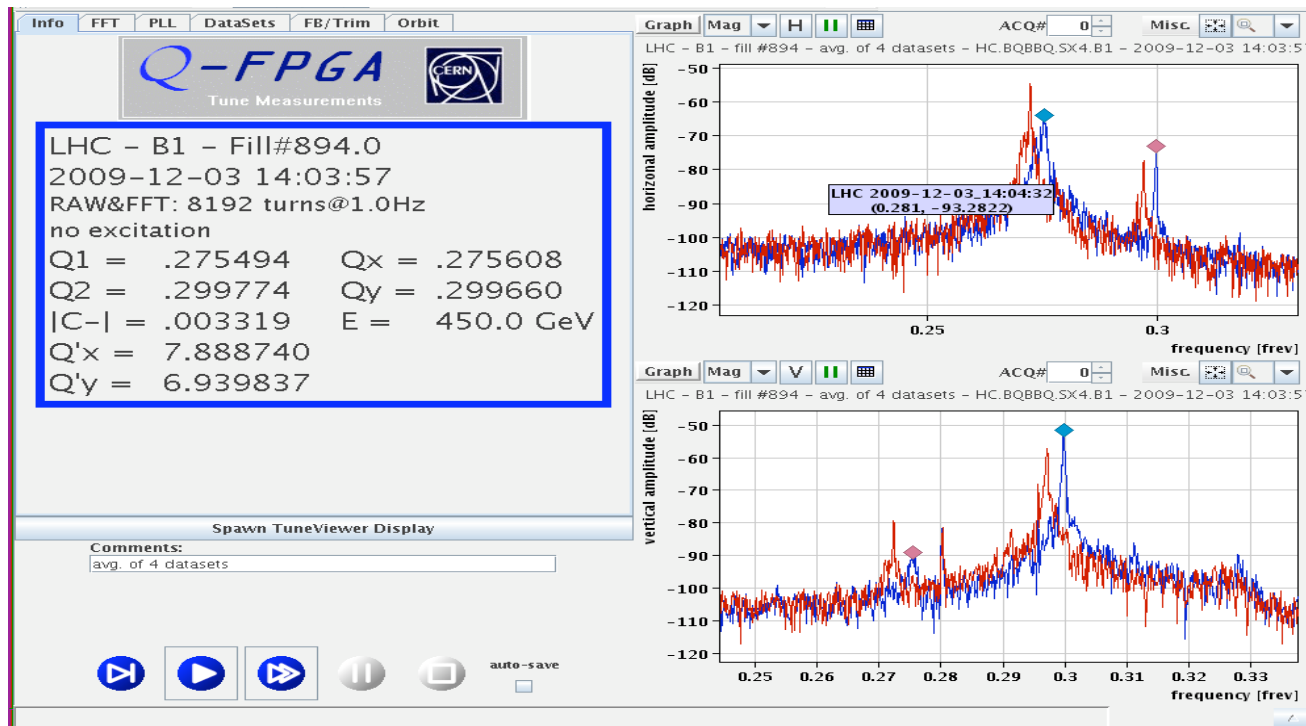 Info FFT PLL DataSets FB/Trim Orbit
Q-FPGA
Tune Measurements
CERN
LHC - B1 - Fill#894.0
2009-12-03 14:03:57
RAW&FFT: 8192 turns@1.0Hz
no excitation
Q1 = .275494 Qx = .275608
Q2 = .299774 Qy = .299660
|C-| = .003319 E = 450.0 GeV
Q'x = 7.888740
Q'y = 6.939837
Spawn TuneViewer Display
Comments:
avg. of 4 datasets
auto-save
Graph Mag H ACQ# 0 Misc.
LHC - B1 - fill #894 - avg. of 4 datasets - HC.BQBBQ.SX4.B1 - 2009-12-03 14:03:5
horizonal amplitude [dB]
-50
-60
-70
-80
-90
-100
-110
-120
LHC 2009-12-03_14:04:32
(0.281, -93.2822)
0.25 0.3
frequency [frev]
Graph Mag V ACQ# 0 Misc.
LHC - B1 - fill #894 - avg. of 4 datasets - HC.BQBBQ.SX4.B1 - 2009-12-03 14:03:5
vertical amplitude [dB]
-50
-60
-70
-80
-90
-100
-110
-120
0.25 0.26 0.27 0.28 0.29 0.3 0.31 0.32 0.33
frequency [frev]